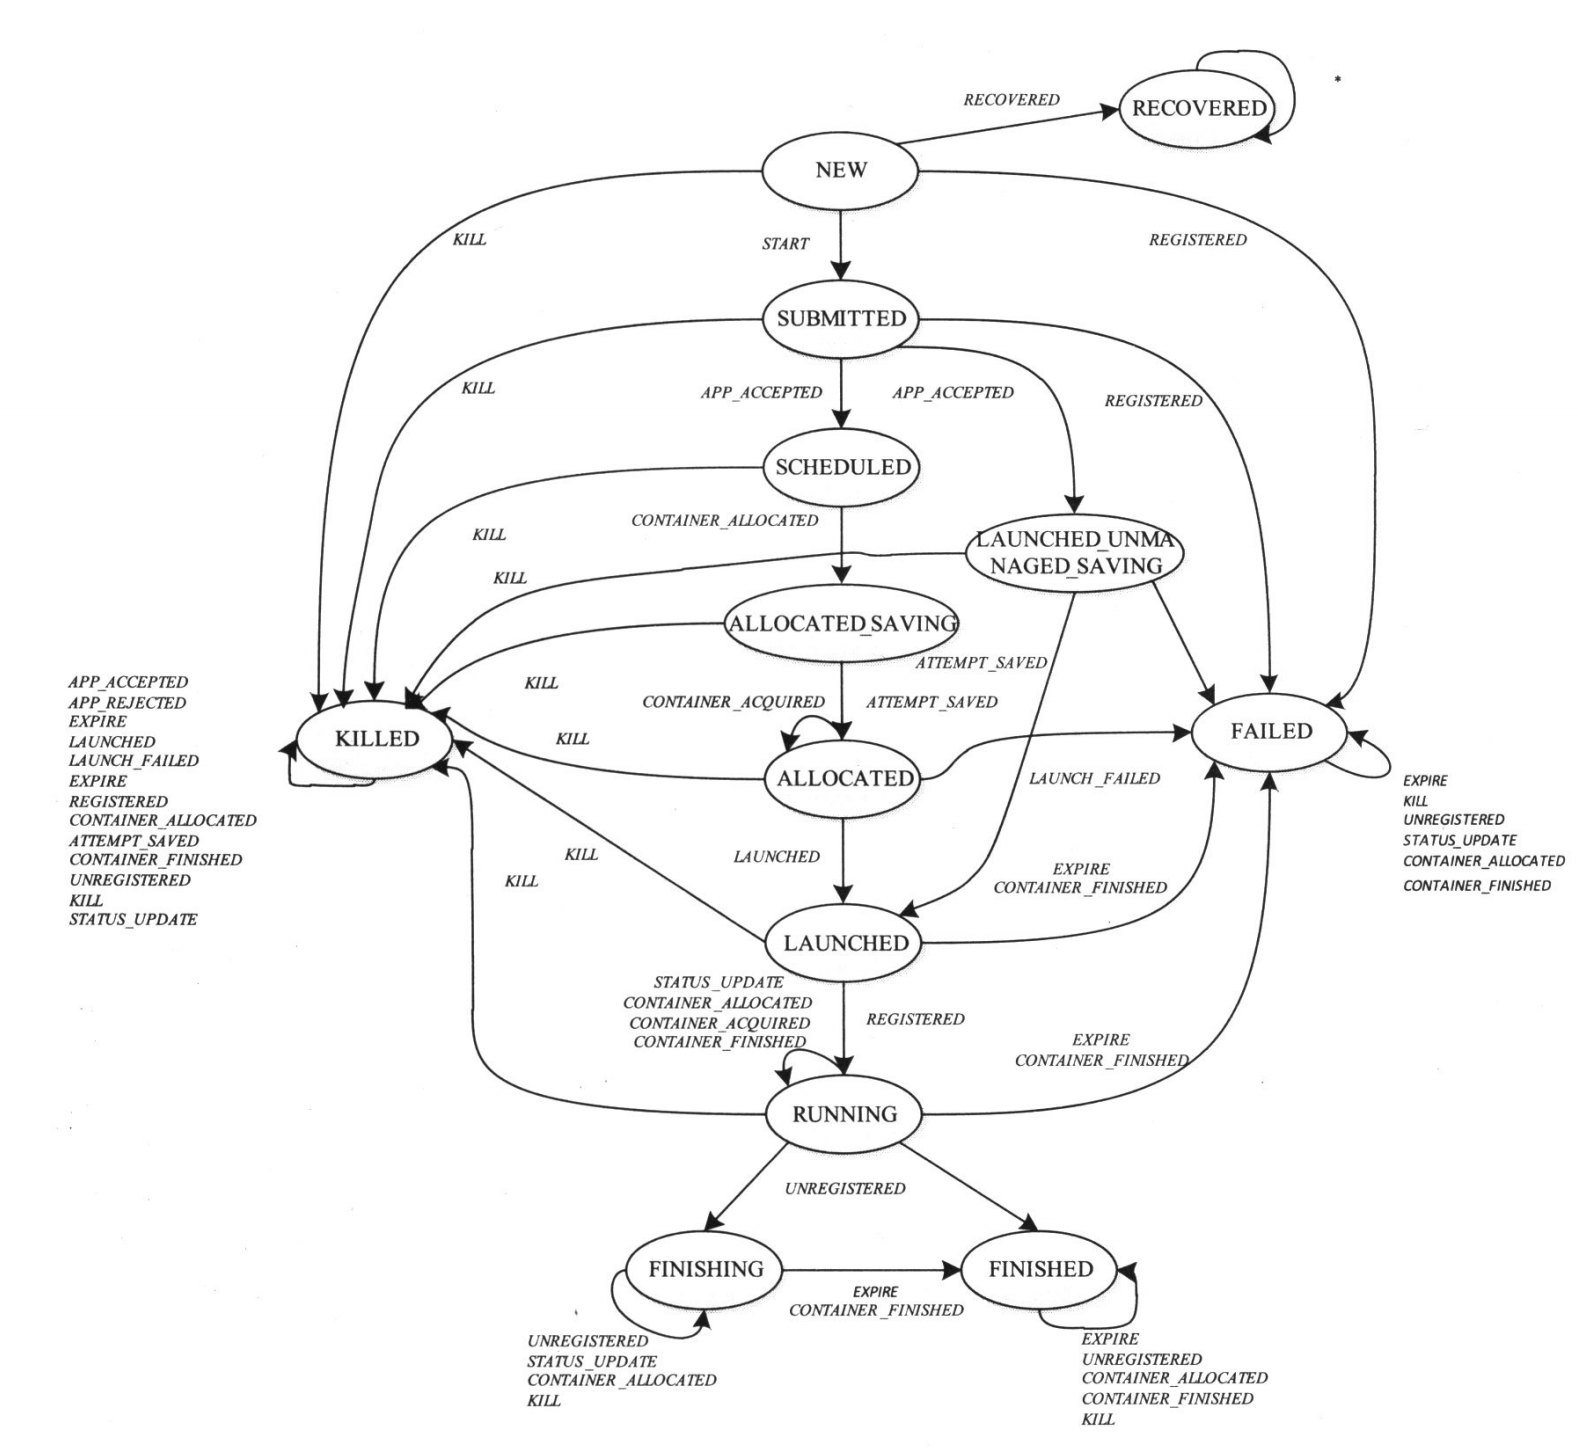 *
RECOVERED
RECOVERED
NEW
KILL
START
REGISTERED
SUBMITTED
KILL
APP_ACCEPTED
APP_ACCEPTED
REGISTERED
SCHEDULED
CONTAINER_ALLOCATED
KILL
LAUNCHED_UNMA
NAGED_SAVING
KILL
ALLOCATED_SAVING
ATTEMPT_SAVED
KILL
CONTAINER_ACQUIRED
ATTEMPT_SAVED
APP_ACCEPTED
APP_REJECTED
EXPIRE
LAUNCHED
LAUNCH_FAILED
EXPIRE
REGISTERED
CONTAINER_ALLOCATED
ATTEMPT_SAVED
CONTAINER_FINISHED
UNREGISTERED
KILL
STATUS_UPDATE
KILLED
KILL
ALLOCATED
FAILED
LAUNCH_FAILED
EXPIRE
KILL
UNREGISTERED
STATUS_UPDATE
CONTAINER_ALLOCATED
CONTAINER_FINISHED
KILL
LAUNCHED
KILL
EXPIRE
CONTAINER_FINISHED
LAUNCHED
STATUS_UPDATE
CONTAINER_ALLOCATED
CONTAINER_ACQUIRED
CONTAINER_FINISHED
REGISTERED
EXPIRE
CONTAINER_FINISHED
RUNNING
UNREGISTERED
FINISHING
FINISHED
EXPIRE
CONTAINER_FINISHED
UNREGISTERED
STATUS_UPDATE
CONTAINER_ALLOCATED
KILL
EXPIRE
UNREGISTERED
CONTAINER_ALLOCATED
CONTAINER_FINISHED
KILL